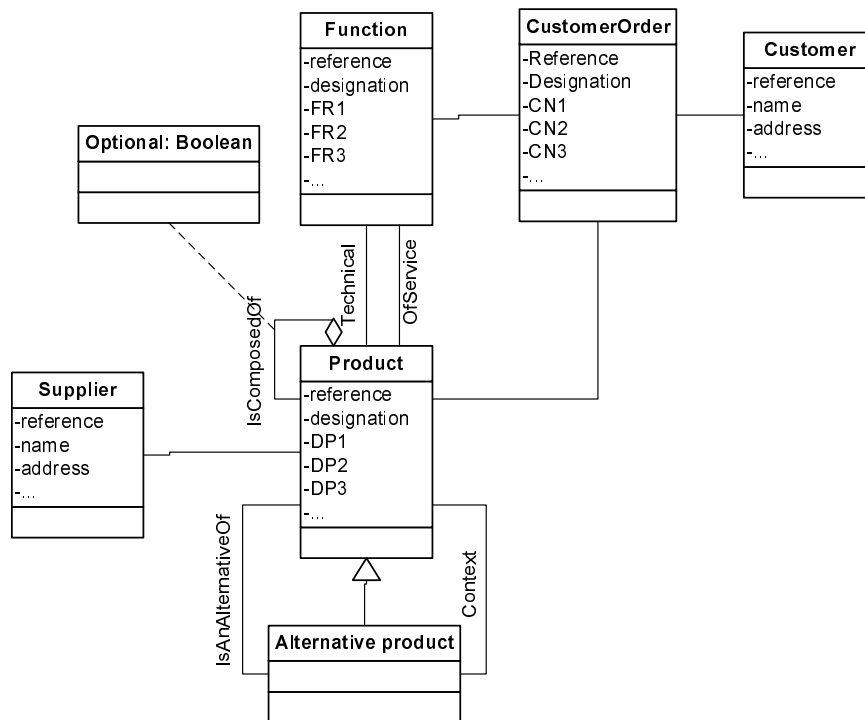 Function
-reference
-designation
-FR1
-FR2
-FR3
-...
CustomerOrder
-Reference
-Designation
-CN1
-CN2
-CN3
-...
Customer
-reference
-name
-address
-...
Optional: Boolean
Technical
OfService
IsComposedOf
Product
-reference
-designation
-DP1
-DP2
-DP3
-...
Supplier
-reference
-name
-address
-...
IsAnAlternativeOf
Context
Alternative product